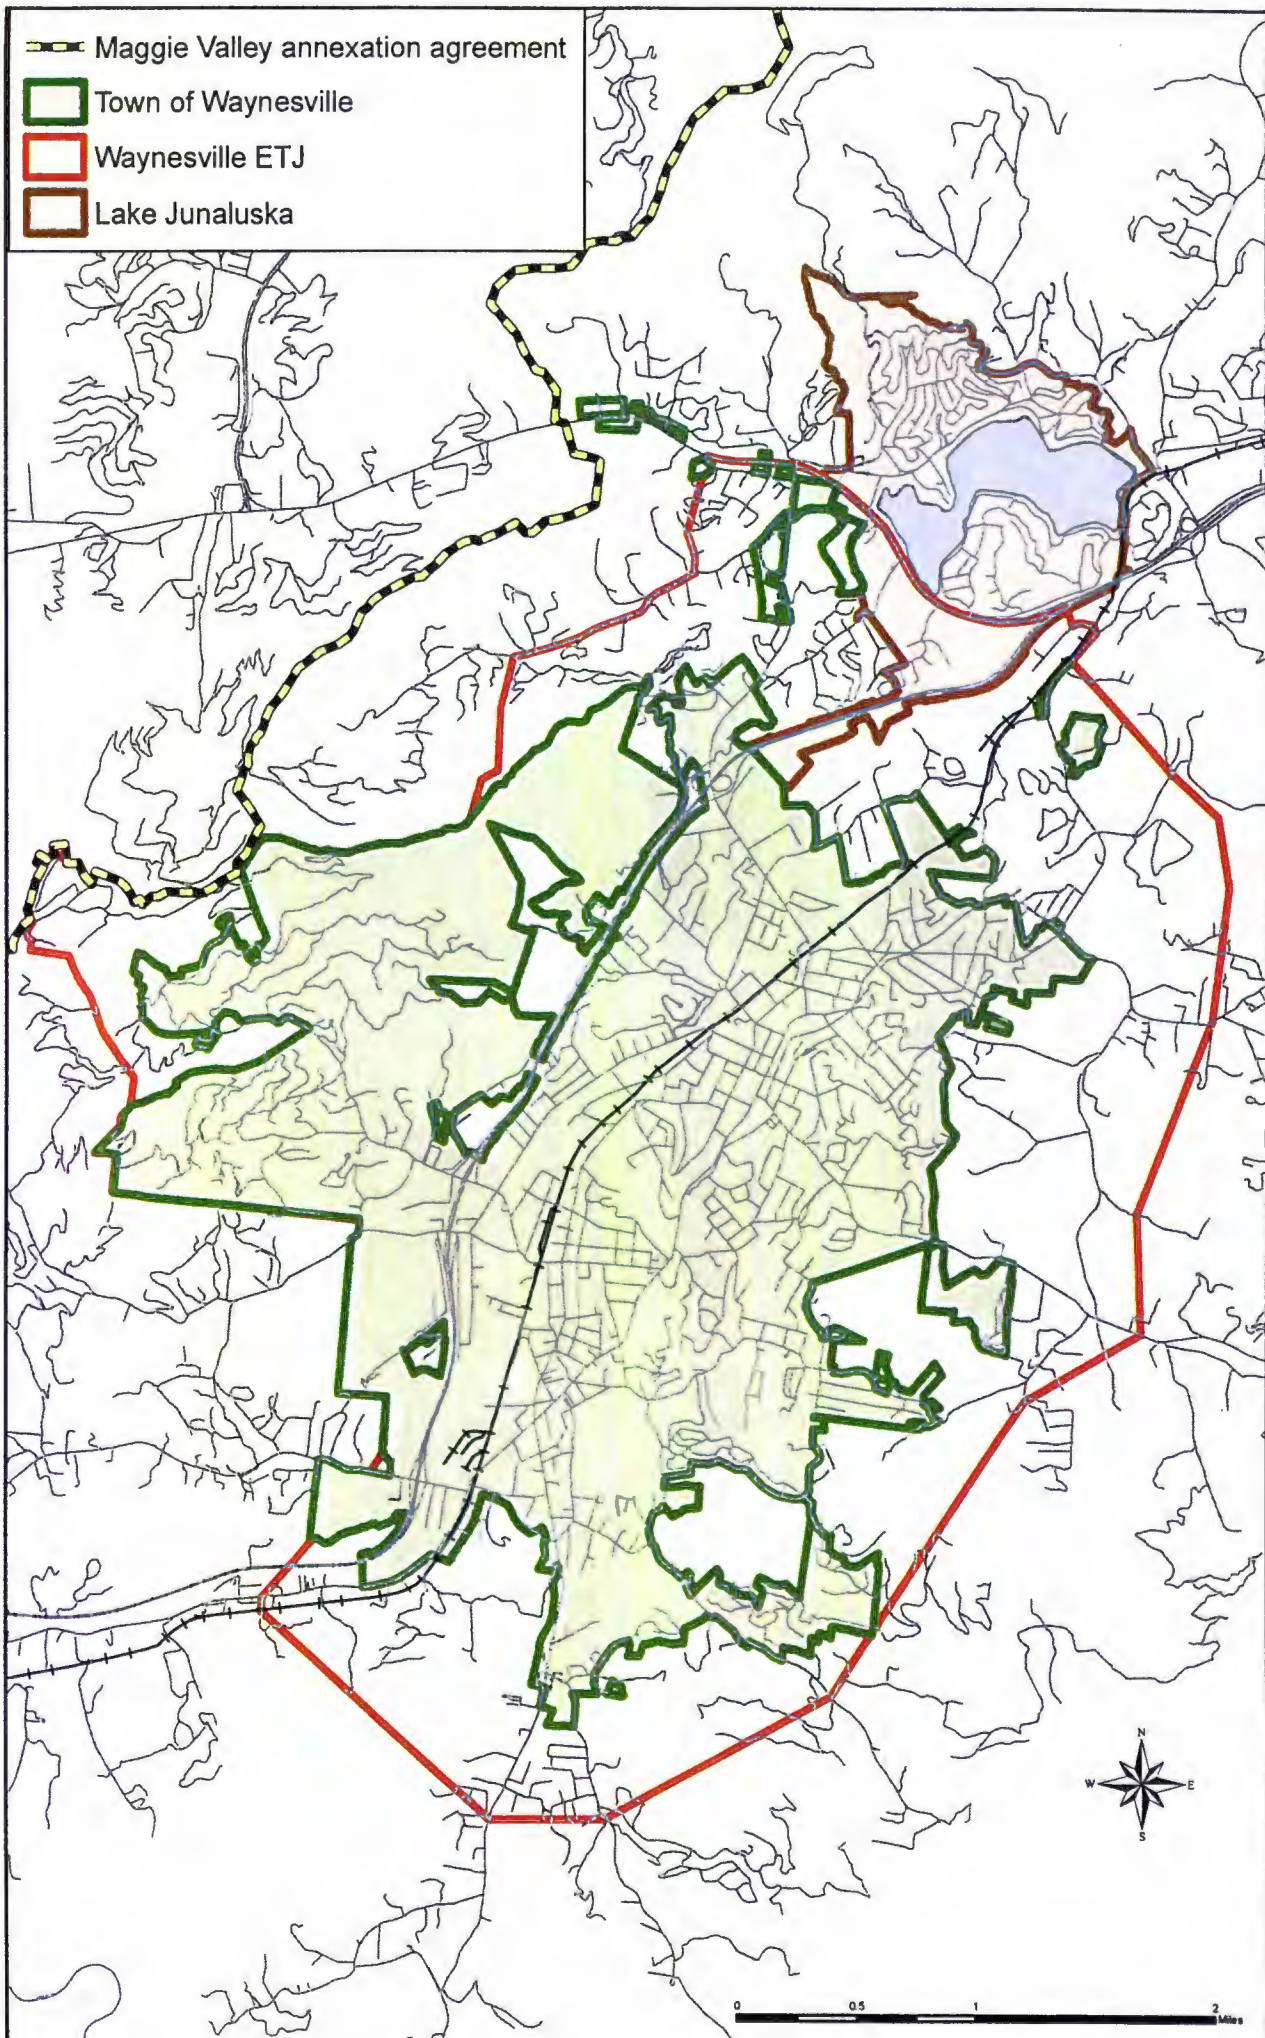 Maggie Valley annexation agreement
Town of Waynesville
Waynesville ETJ
Lake Junaluska
N
W E
S
0 0.5 1 2
Miles